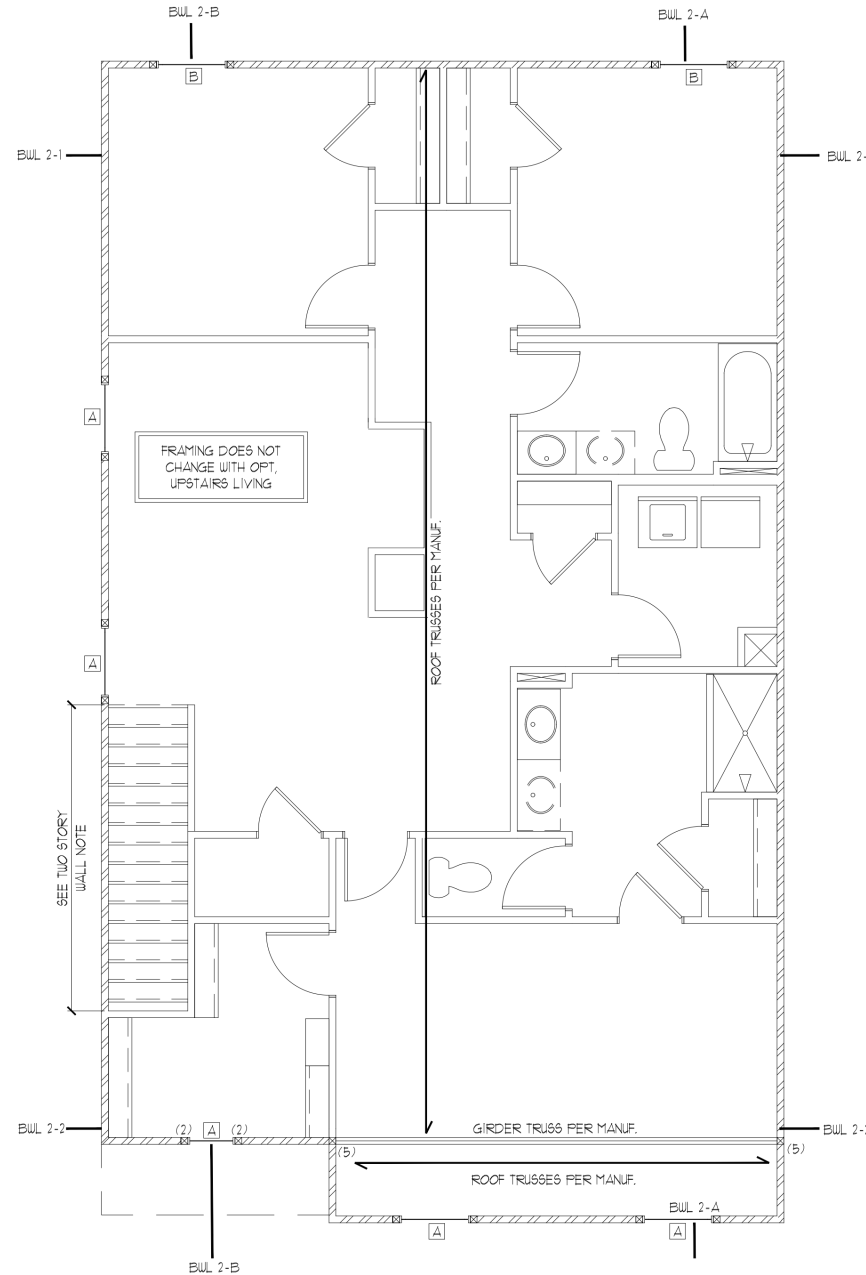 BWL 2-B
BWL 2-A
B
B
BWL 2-1
BWL 2-
A
FRAMING DOES NOT
CHANGE WITH OPT,
UPSTAIRS LIVING
ROOF TRUSSES PER MANUF.
A
SEE TWO STORY
WALL NOTE
BWL 2-2
(2)
A
(2)
GIRDER TRUSS PER MANUF.
(5)
(5)
ROOF TRUSSES PER MANUF.
BWL 2-A
A
A
BWL 2-B